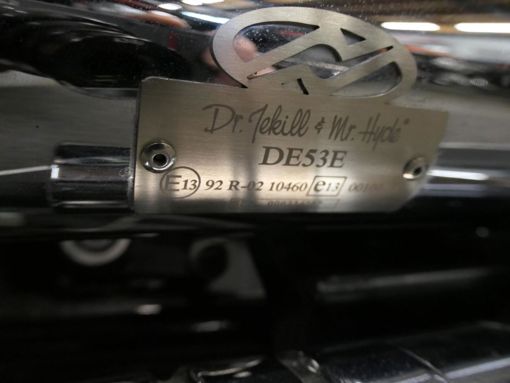 Dr. Jekill & Mr. Hyde®
DE53E
E13 92 R-02 10460 e13